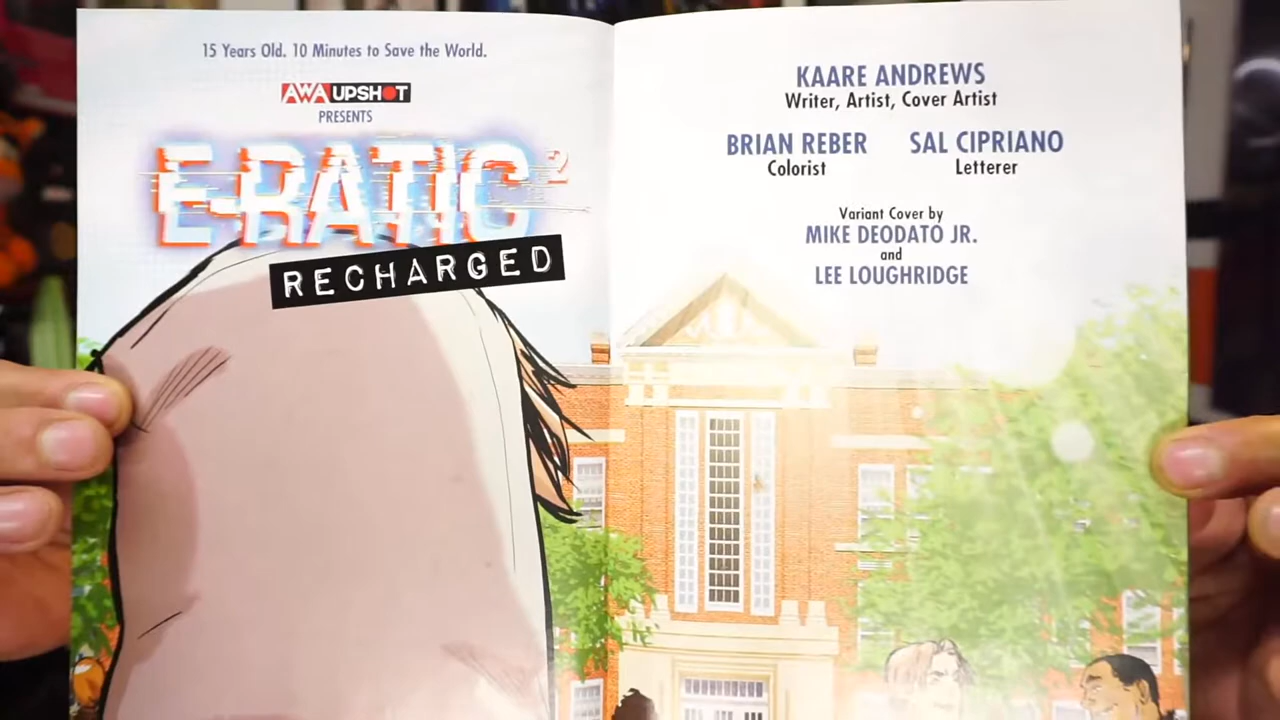 15 Years Old. 10 Minutes to Save the World.
AWA UPSHOT
PRESENTS
E-RATIC²
RECHARGED
KAARE ANDREWS
Writer, Artist, Cover Artist
BRIAN REBER SAL CIPRIANO
Colorist Letterer
Variant Cover by
MIKE DEODATO JR.
and
LEE LOUGHRIDGE